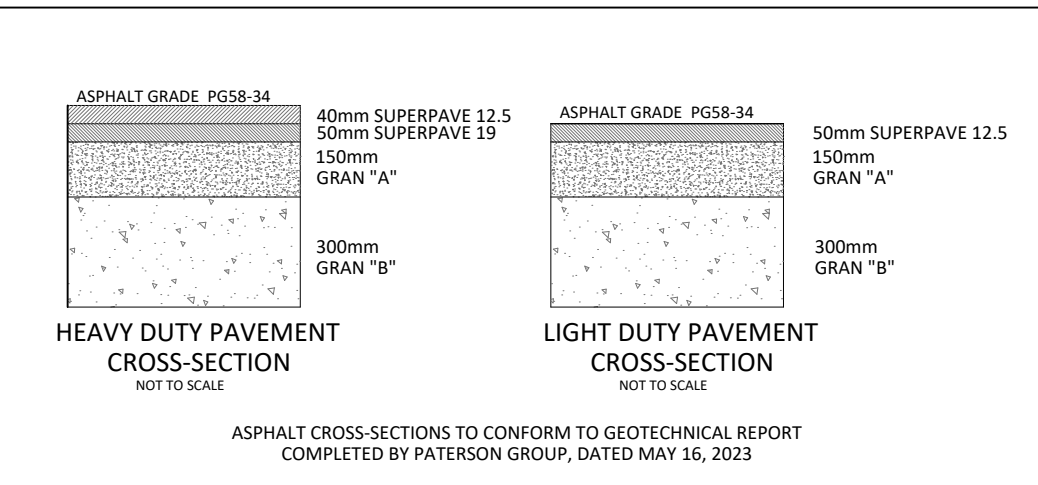 ASPHALT GRADE PG58-34
40mm SUPERPAVE 12.5
50mm SUPERPAVE 19
150mm
GRAN "A"
300mm
GRAN "B"
HEAVY DUTY PAVEMENT
CROSS-SECTION
NOT TO SCALE
ASPHALT GRADE PG58-34
50mm SUPERPAVE 12.5
150mm
GRAN "A"
300mm
GRAN "B"
LIGHT DUTY PAVEMENT
CROSS-SECTION
NOT TO SCALE
ASPHALT CROSS-SECTIONS TO CONFORM TO GEOTECHNICAL REPORT
COMPLETED BY PATERSON GROUP, DATED MAY 16, 2023